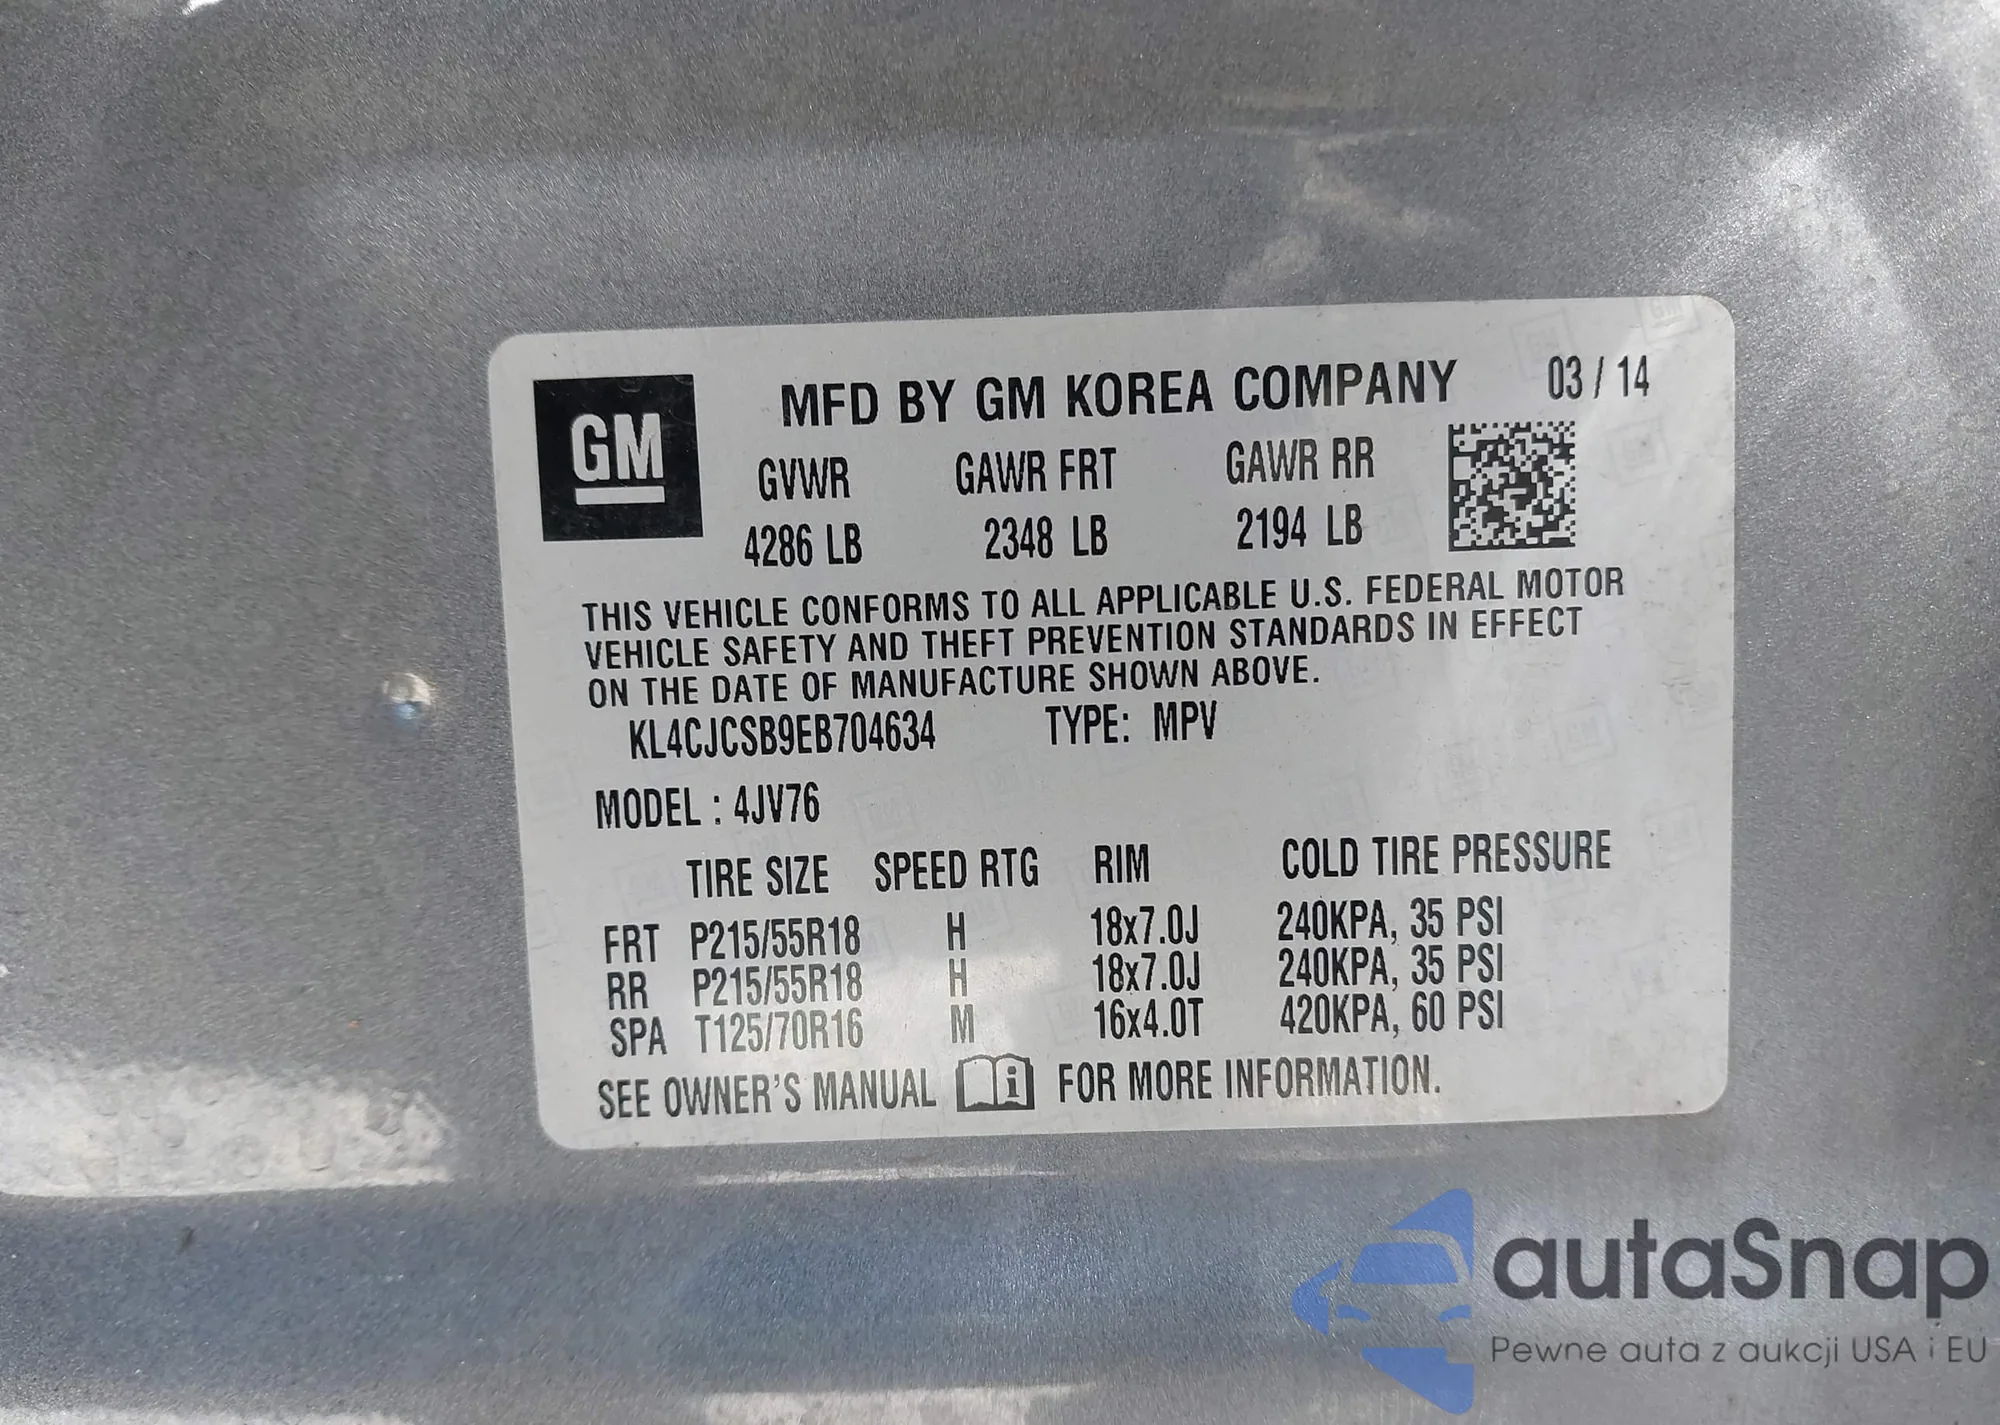 GM
MFD BY GM KOREA COMPANY 03 / 14
GVWR GAWR FRT GAWR RR
4286 LB 2348 LB 2194 LB
THIS VEHICLE CONFORMS TO ALL APPLICABLE U.S. FEDERAL MOTOR
VEHICLE SAFETY AND THEFT PREVENTION STANDARDS IN EFFECT
ON THE DATE OF MANUFACTURE SHOWN ABOVE.
KL4CJCSB9EB704634 TYPE: MPV
MODEL : 4JV76
TIRE SIZE SPEED RTG RIM COLD TIRE PRESSURE
FRT P215/55R18 H 18x7.0J 240KPA, 35 PSI
RR P215/55R18 H 18x7.0J 240KPA, 35 PSI
SPA T125/70R16 M 16x4.0T 420KPA, 60 PSI
SEE OWNER'S MANUAL i FOR MORE INFORMATION.
autaSnap
Pewne auta z aukcji USA i EU